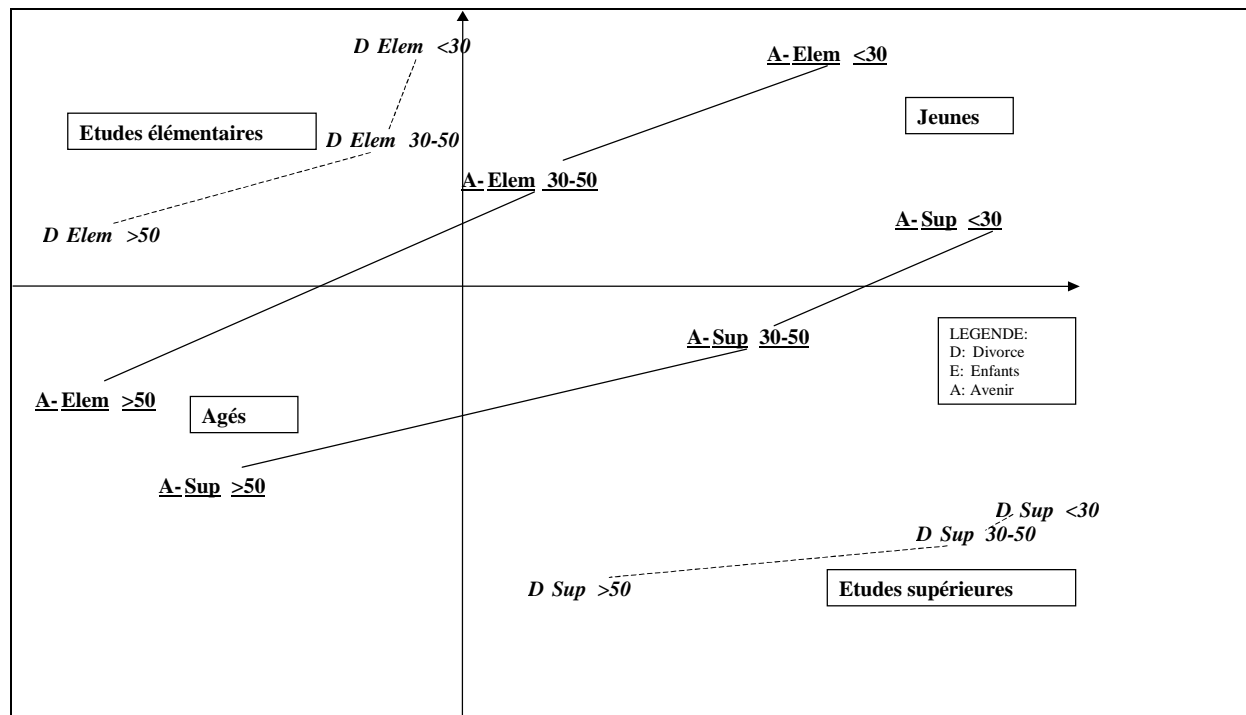 D Elem <30
A- Elem <30
Etudes élémentaires
Jeunes
D Elem 30-50
A- Elem 30-50
A- Sup <30
D Elem >50
A- Sup 30-50
LEGENDE:
D: Divorce
E: Enfants
A: Avenir
A- Elem >50
Agés
A- Sup >50
D Sup <30
D Sup 30-50
D Sup >50
Etudes supérieures